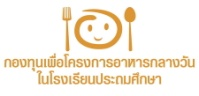 กองทุนเพื่อโครงการอาหารกลางวัน
ในโรงเรียนประถมศึกษา